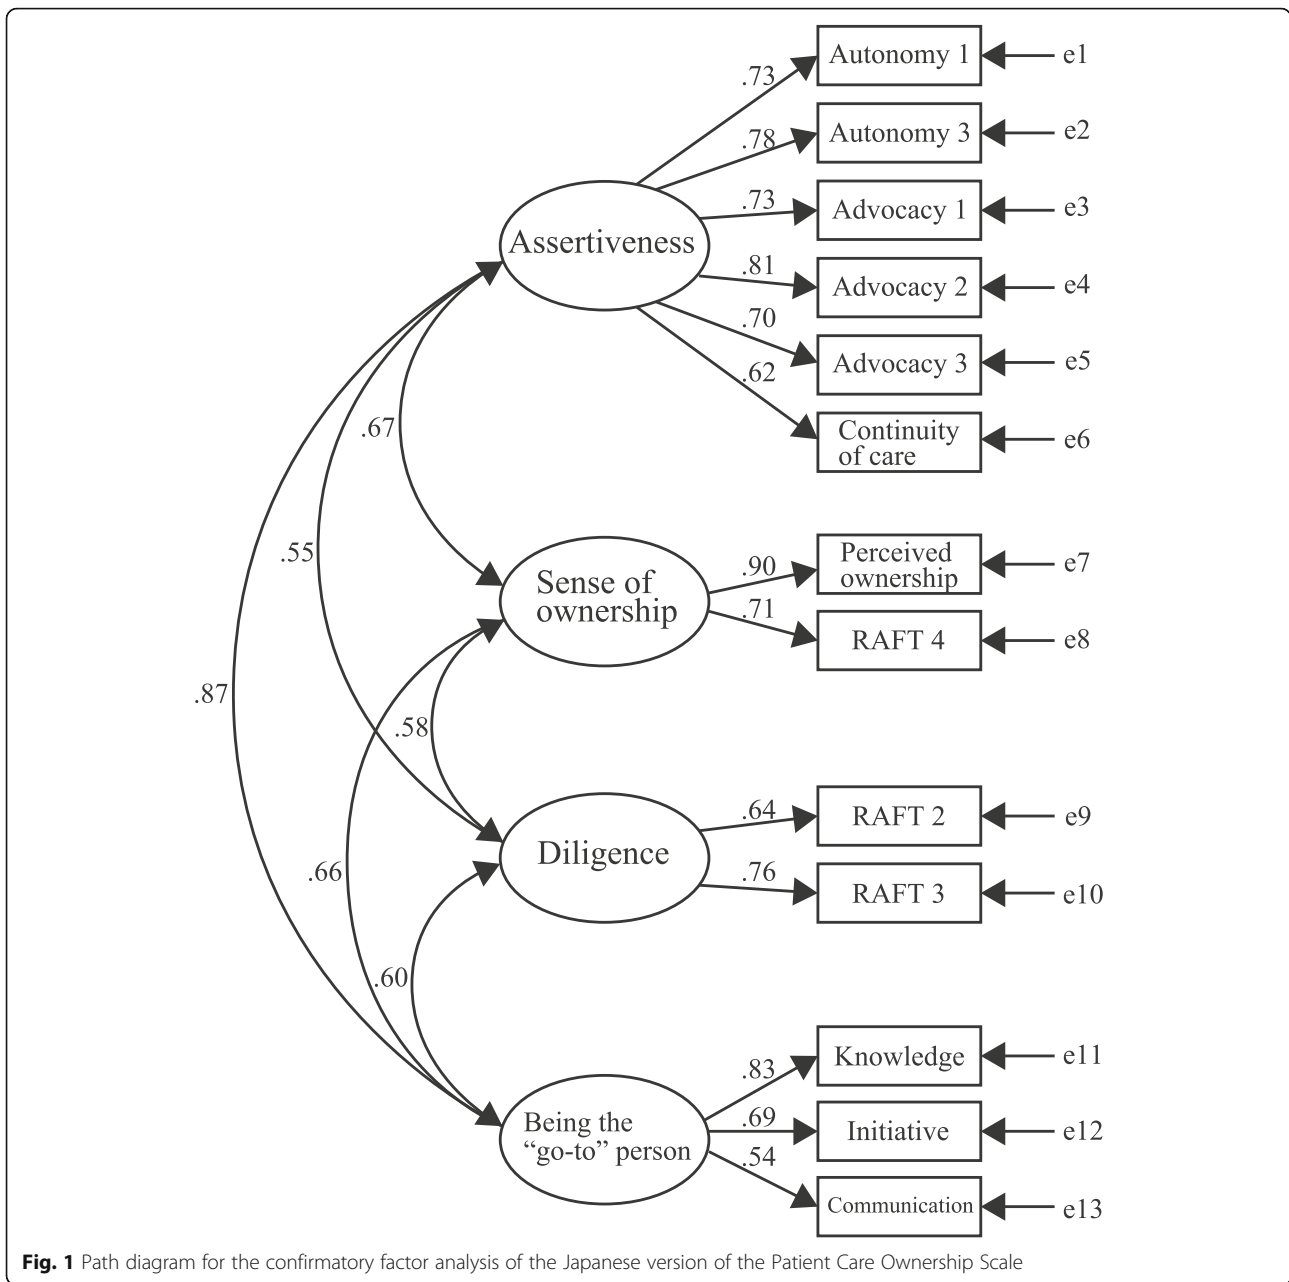 Autonomy 1
e1
.73
Autonomy 3
e2
.78
Advocacy 1
e3
.73
Assertiveness
Advocacy 2
e4
.81
Advocacy 3
e5
.70
Continuity
of care
e6
.62
.67
.55
.87
Sense of
ownership
.90
Perceived
ownership
e7
.71
RAFT 4
e8
.58
.66
Diligence
.64
RAFT 2
e9
.76
RAFT 3
e10
.60
Being the
“go-to” person
.83
Knowledge
e11
.69
Initiative
e12
.54
Communication
e13
Fig. 1 Path diagram for the confirmatory factor analysis of the Japanese version of the Patient Care Ownership Scale